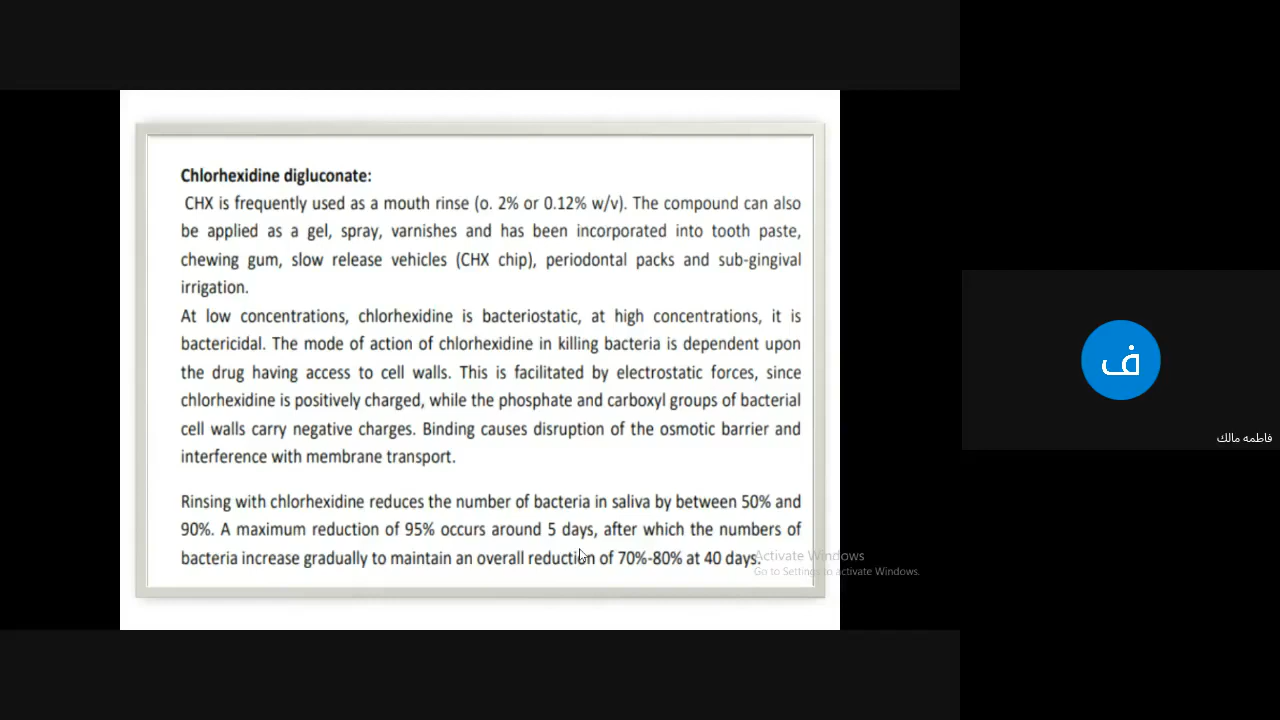 Chlorhexidine digluconate:
CHX is frequently used as a mouth rinse (o. 2% or 0.12% w/v). The compound can also
be applied as a gel, spray, varnishes and has been incorporated into tooth paste,
chewing gum, slow release vehicles (CHX chip), periodontal packs and sub-gingival
irrigation.
At low concentrations, chlorhexidine is bacteriostatic, at high concentrations, it is
bactericidal. The mode of action of chlorhexidine in killing bacteria is dependent upon
the drug having access to cell walls. This is facilitated by electrostatic forces, since
chlorhexidine is positively charged, while the phosphate and carboxyl groups of bacterial
cell walls carry negative charges. Binding causes disruption of the osmotic barrier and
interference with membrane transport.
Rinsing with chlorhexidine reduces the number of bacteria in saliva by between 50% and
90%. A maximum reduction of 95% occurs around 5 days, after which the numbers of
bacteria increase gradually to maintain an overall reduction of 70%-80% at 40 days.
Activate Windows
Go to Settings to activate Windows.
ف
فاطمه مالك